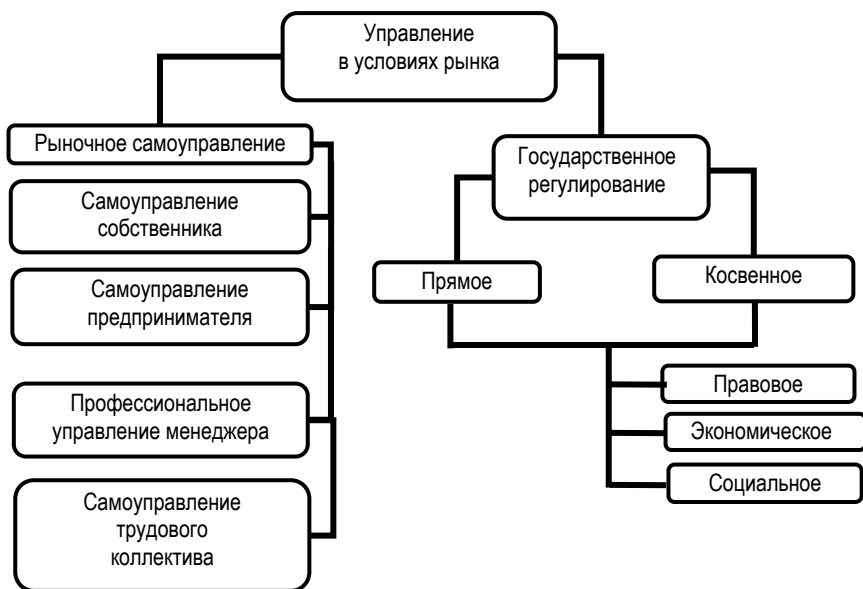 Управление
в условиях рынка
Рыночное самоуправление
Самоуправление
собственника
Самоуправление
предпринимателя
Профессиональное
управление менеджера
Самоуправление
трудового
коллектива
Государственное
регулирование
Прямое
Косвенное
Правовое
Экономическое
Социальное